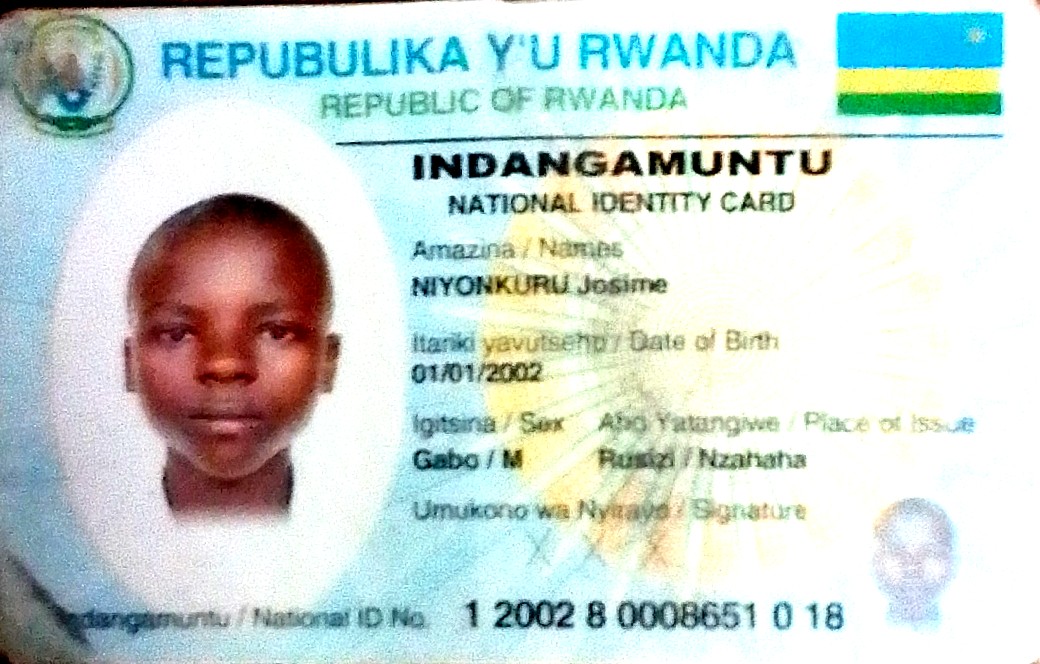 REPUBULIKA Y'U RWANDA
REPUBLIC OF RWANDA
INDANGAMUNTU
NATIONAL IDENTITY CARD
Amazina / Names
NIYONKURU Josime
Itariki yavutseho / Date of Birth
01/01/2002
Igitsina / Sex Aho Yatangiwe / Place of Issue
Gabo / M Rusizi / Nzahaha
Umukono wa Nyirayo / Signature
X X X
Indangamuntu / National ID No. 1 2002 8 0008651 0 18